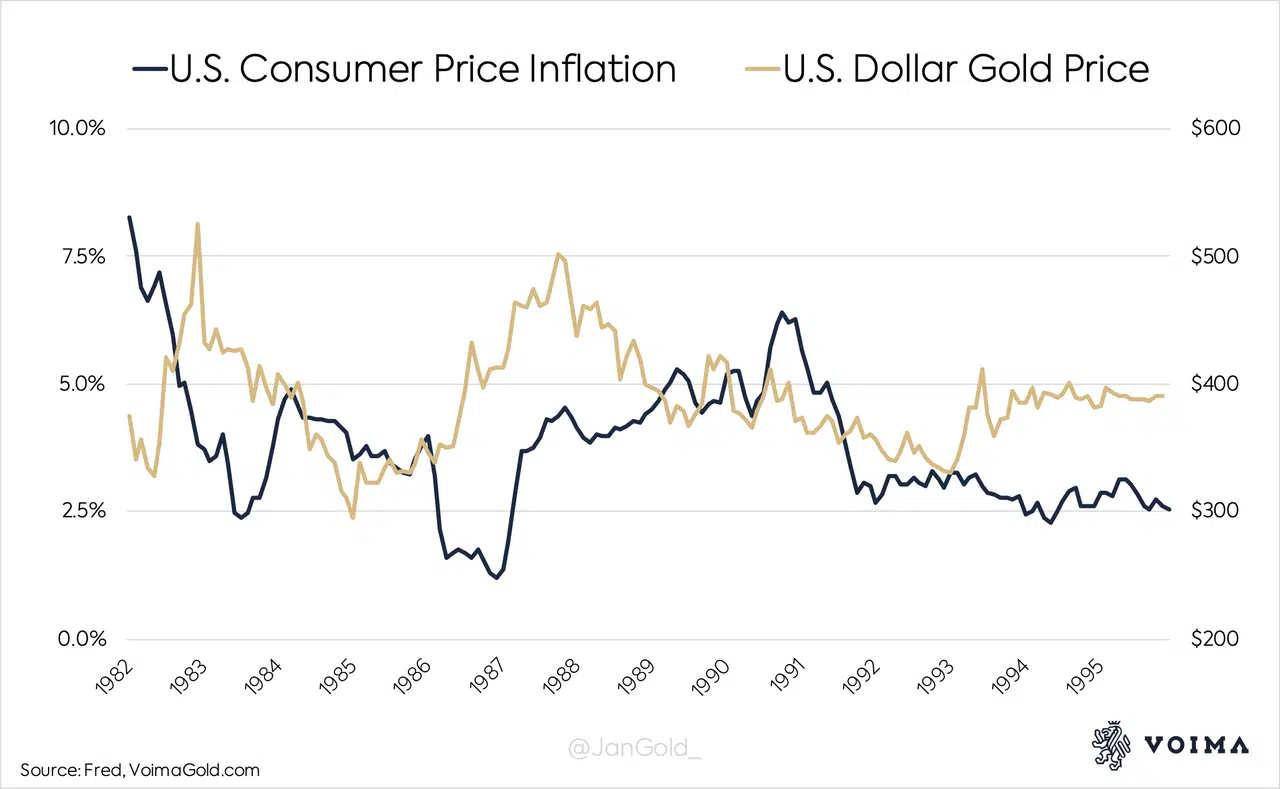 U.S. Consumer Price Inflation U.S. Dollar Gold Price
10.0% $600
7.5% $500
5.0% $400
2.5% $300
0.0% $200
1982 1983 1984 1985 1986 1987 1988 1989 1990 1991 1992 1993 1994 1995
@JanGold_
VOIMA
Source: Fred, VoimaGold.com